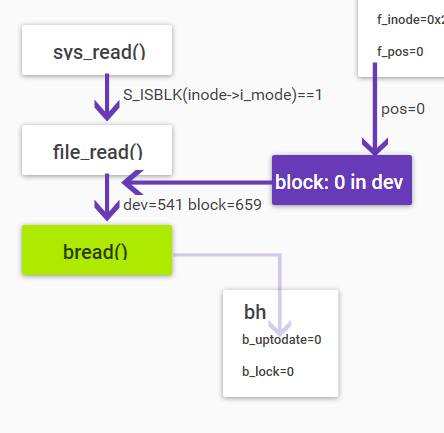 f_inode=0x2
sys_read()
f_pos=0
S_ISBLK(inode->i_mode)==1
pos=0
file_read()
block: 0 in dev
dev=541 block=659
bread()
bh
b_uptodate=0
b_lock=0